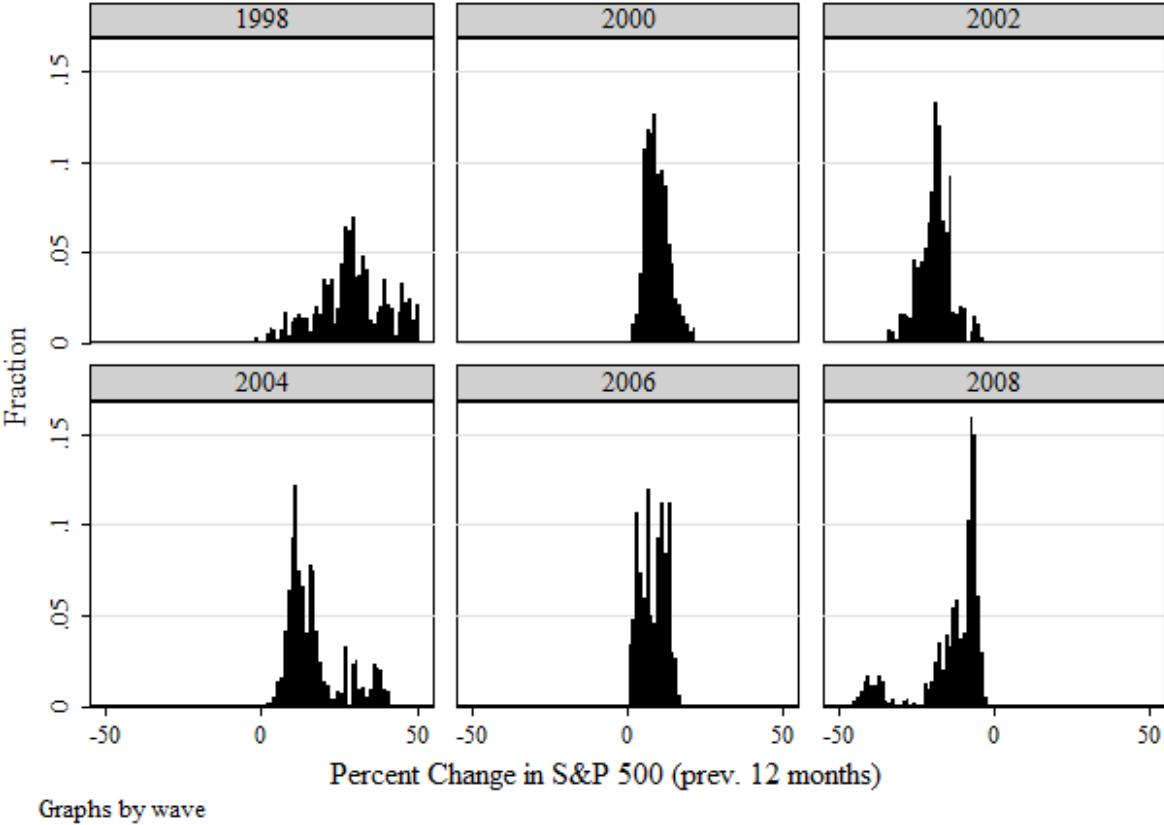 1998 2000 2002
.15
.1
.05
0
2004 2006 2008
.15
.1
.05
0
Fraction
-50 0 50 -50 0 50 -50 0 50
Percent Change in S&P 500 (prev. 12 months)
Graphs by wave